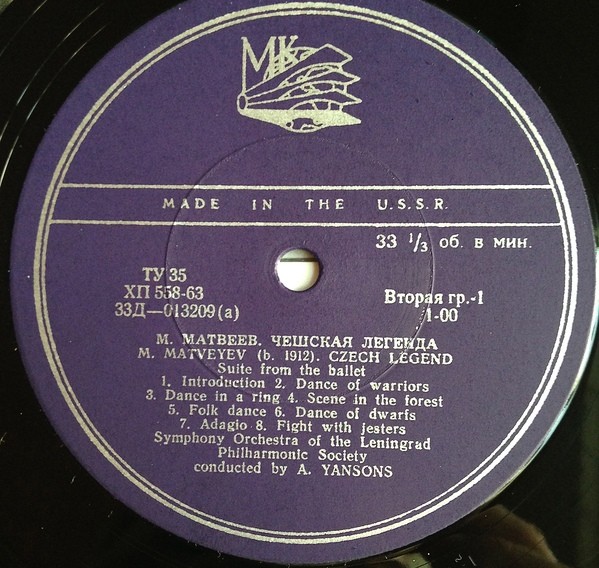 МК
MADE IN THE U.S.S.R.
33 1/3 об. в мин.
ТУ 35
ХП 558-63
33Д—013209(а)
Вторая гр.-1
1-00
М. МАТВЕЕВ. ЧЕШСКАЯ ЛЕГЕНДА
M. MATVEYEV (b. 1912). CZECH LEGEND
Suite from the ballet
1. Introduction 2. Dance of warriors
3. Dance in a ring 4. Scene in the forest
5. Folk dance 6. Dance of dwarfs
7. Adagio 8. Fight with jesters
Symphony Orchestra of the Leningrad
Philharmonic Society
conducted by A. YANSONS